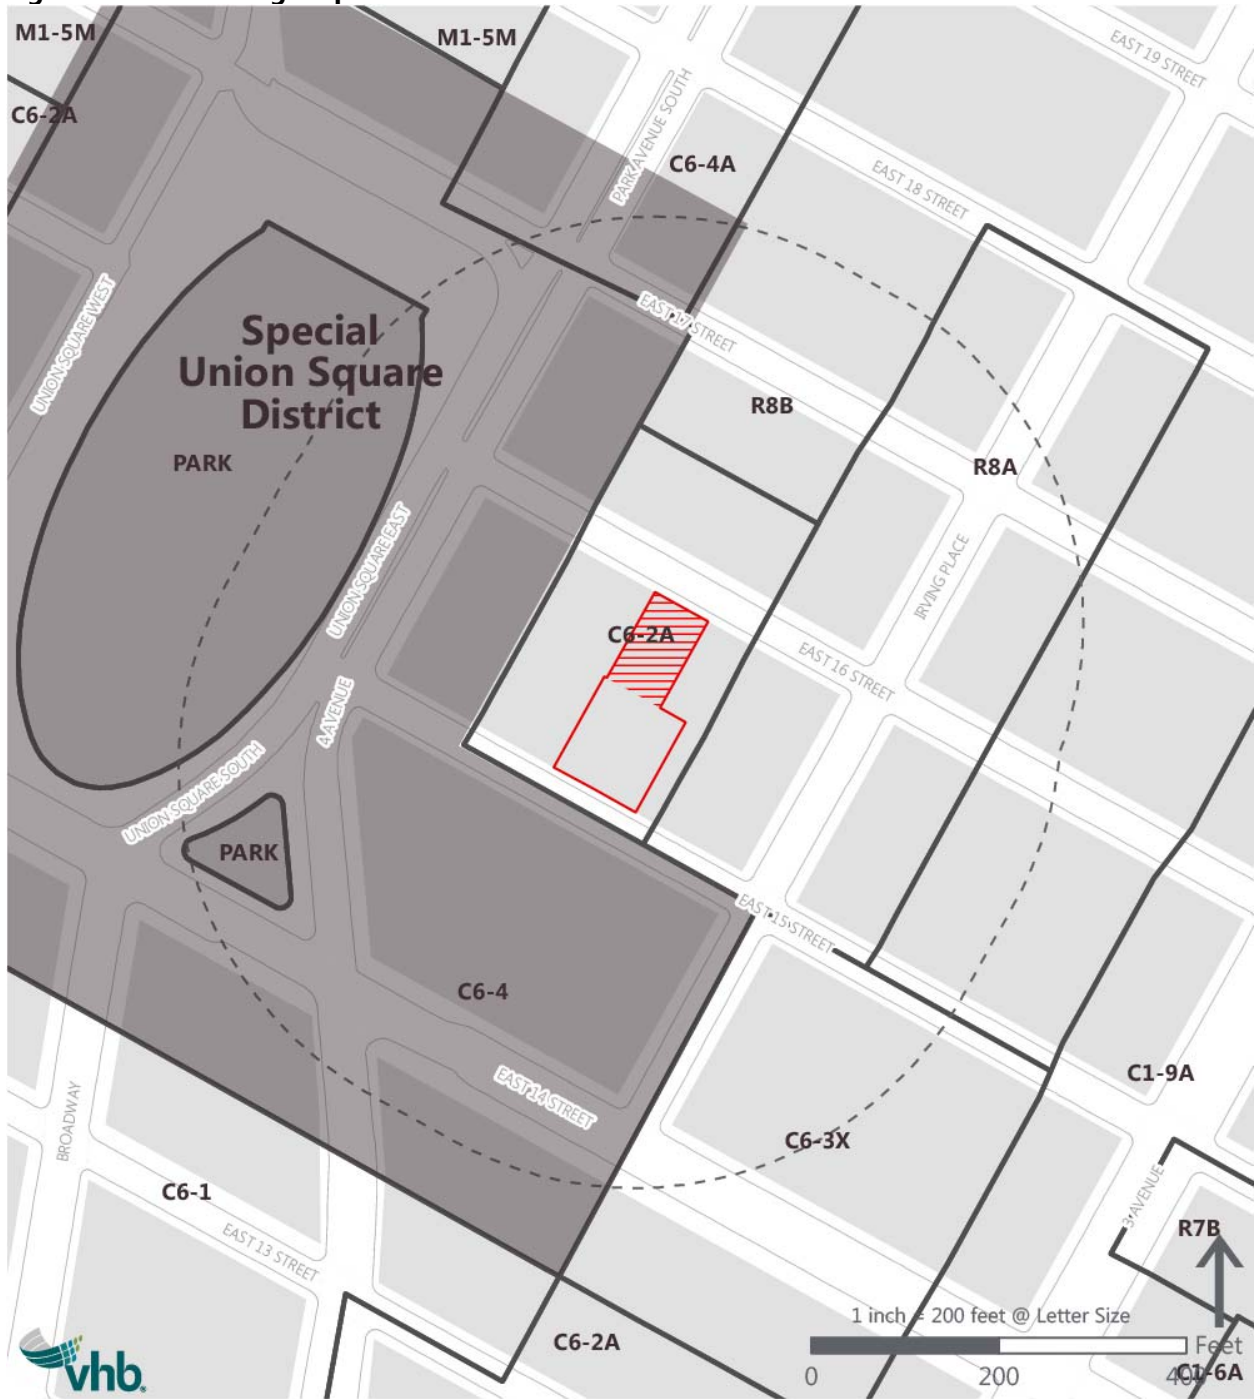 M1-5M
M1-5M
EAST 19 STREET
C6-2A
PARK AVENUE SOUTH
C6-4A
EAST 18 STREET
UNION SQUARE WEST
EAST 17 STREET
Special
Union Square
District
R8B
PARK
R8A
UNION SQUARE EAST
IRVING PLACE
C6-2A
EAST 16 STREET
4 AVENUE
UNION SQUARE SOUTH
PARK
EAST 15 STREET
C6-4
C1-9A
EAST 14 STREET
BROADWAY
C6-3X
C6-1
3 AVENUE
R7B
EAST 13 STREET
1 inch = 200 feet @ Letter Size
C6-2A
Feet
0 200 400
C1-6A
vhb